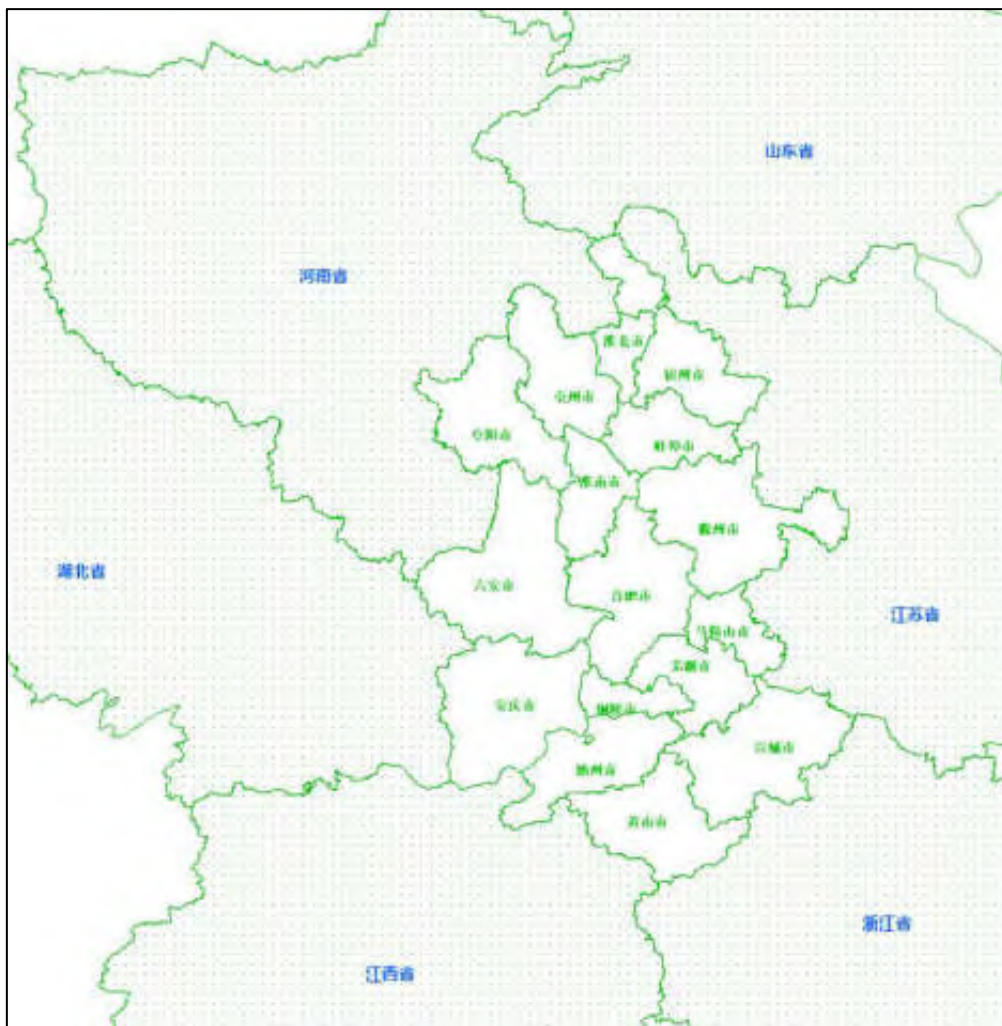 山东省
河南省
淮北市
宿州市
亳州市
阜阳市
蚌埠市
淮南市
滁州市
湖北省
六安市
合肥市
江苏省
马鞍山市
芜湖市
安庆市
铜陵市
宣城市
池州市
黄山市
浙江省
江西省